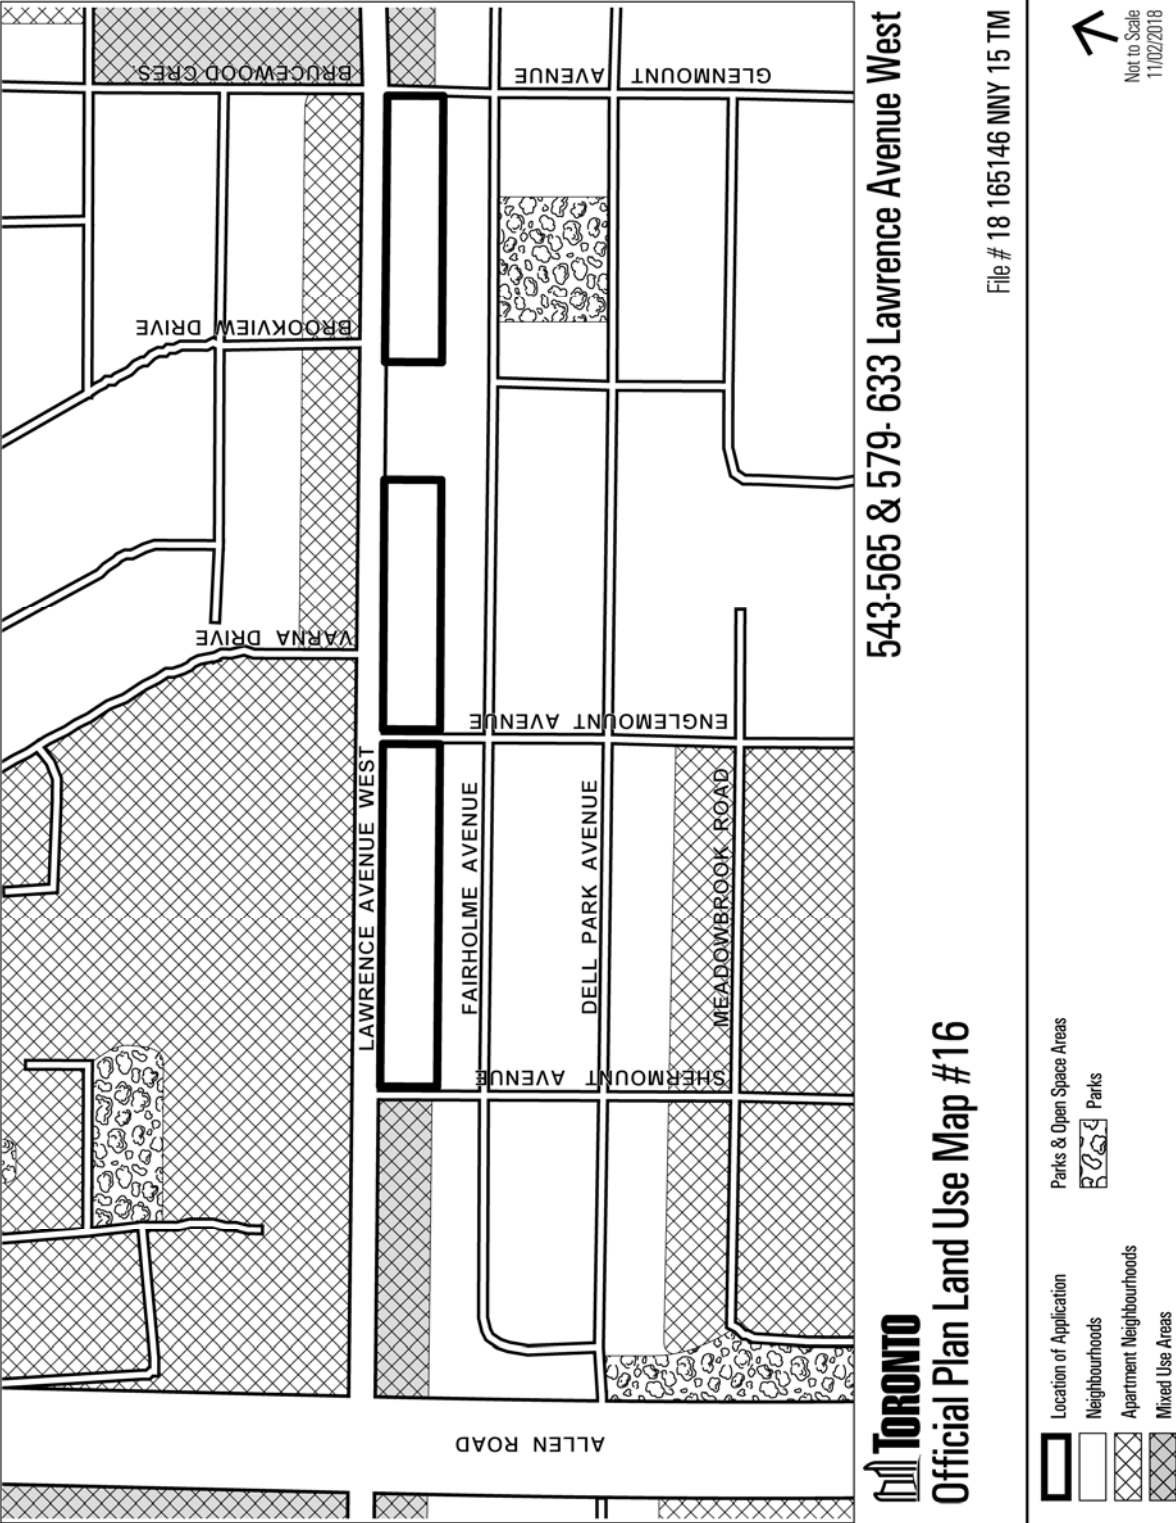 BRUCEWOOD CRES.
GLENMOUNT AVENUE
BROOKVIEW DRIVE
VARNA DRIVE
ENGLEMOUNT AVENUE
LAWRENCE AVENUE WEST
FAIRHOLME AVENUE
DELL PARK AVENUE
MEADOWBROOK ROAD
SHERMOUNT AVENUE
ALLEN ROAD
TORONTO
Official Plan Land Use Map #16
543-565 & 579- 633 Lawrence Avenue West
File # 18 165146 NNY 15 TM
Location of Application
Neighbourhoods
Apartment Neighbourhoods
Mixed Use Areas
Parks & Open Space Areas
Parks
Not to Scale
11/02/2018